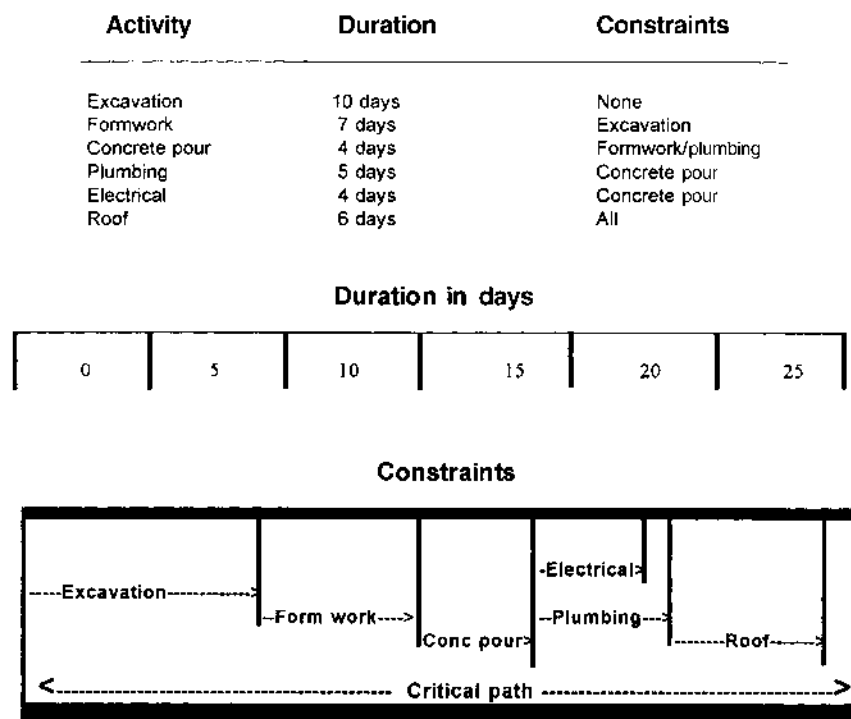 Activity Duration Constraints
Excavation 10 days None
Formwork 7 days Excavation
Concrete pour 4 days Formwork/plumbing
Plumbing 5 days Concrete pour
Electrical 4 days Concrete pour
Roof 6 days All
Duration in days
0 5 10 15 20 25
Constraints
Electrical
Excavation
Form work Plumbing
Conc pour Roof
Critical path